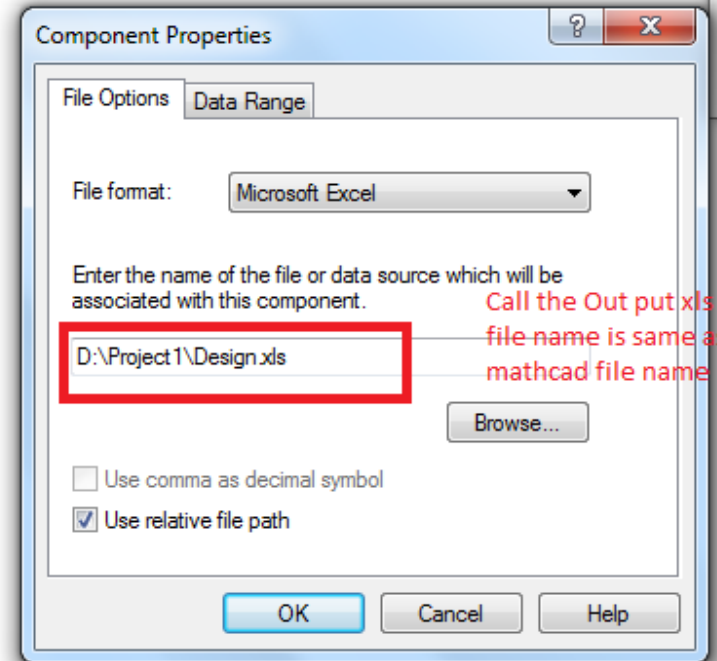 Component Properties
?
X
File Options
Data Range
File format:
Microsoft Excel
Enter the name of the file or data source which will be
associated with this component.
D:\Project1\Design.xls
Call the Out put xls
file name is same a
mathcad file name
Browse...
Use comma as decimal symbol
Use relative file path
OK
Cancel
Help